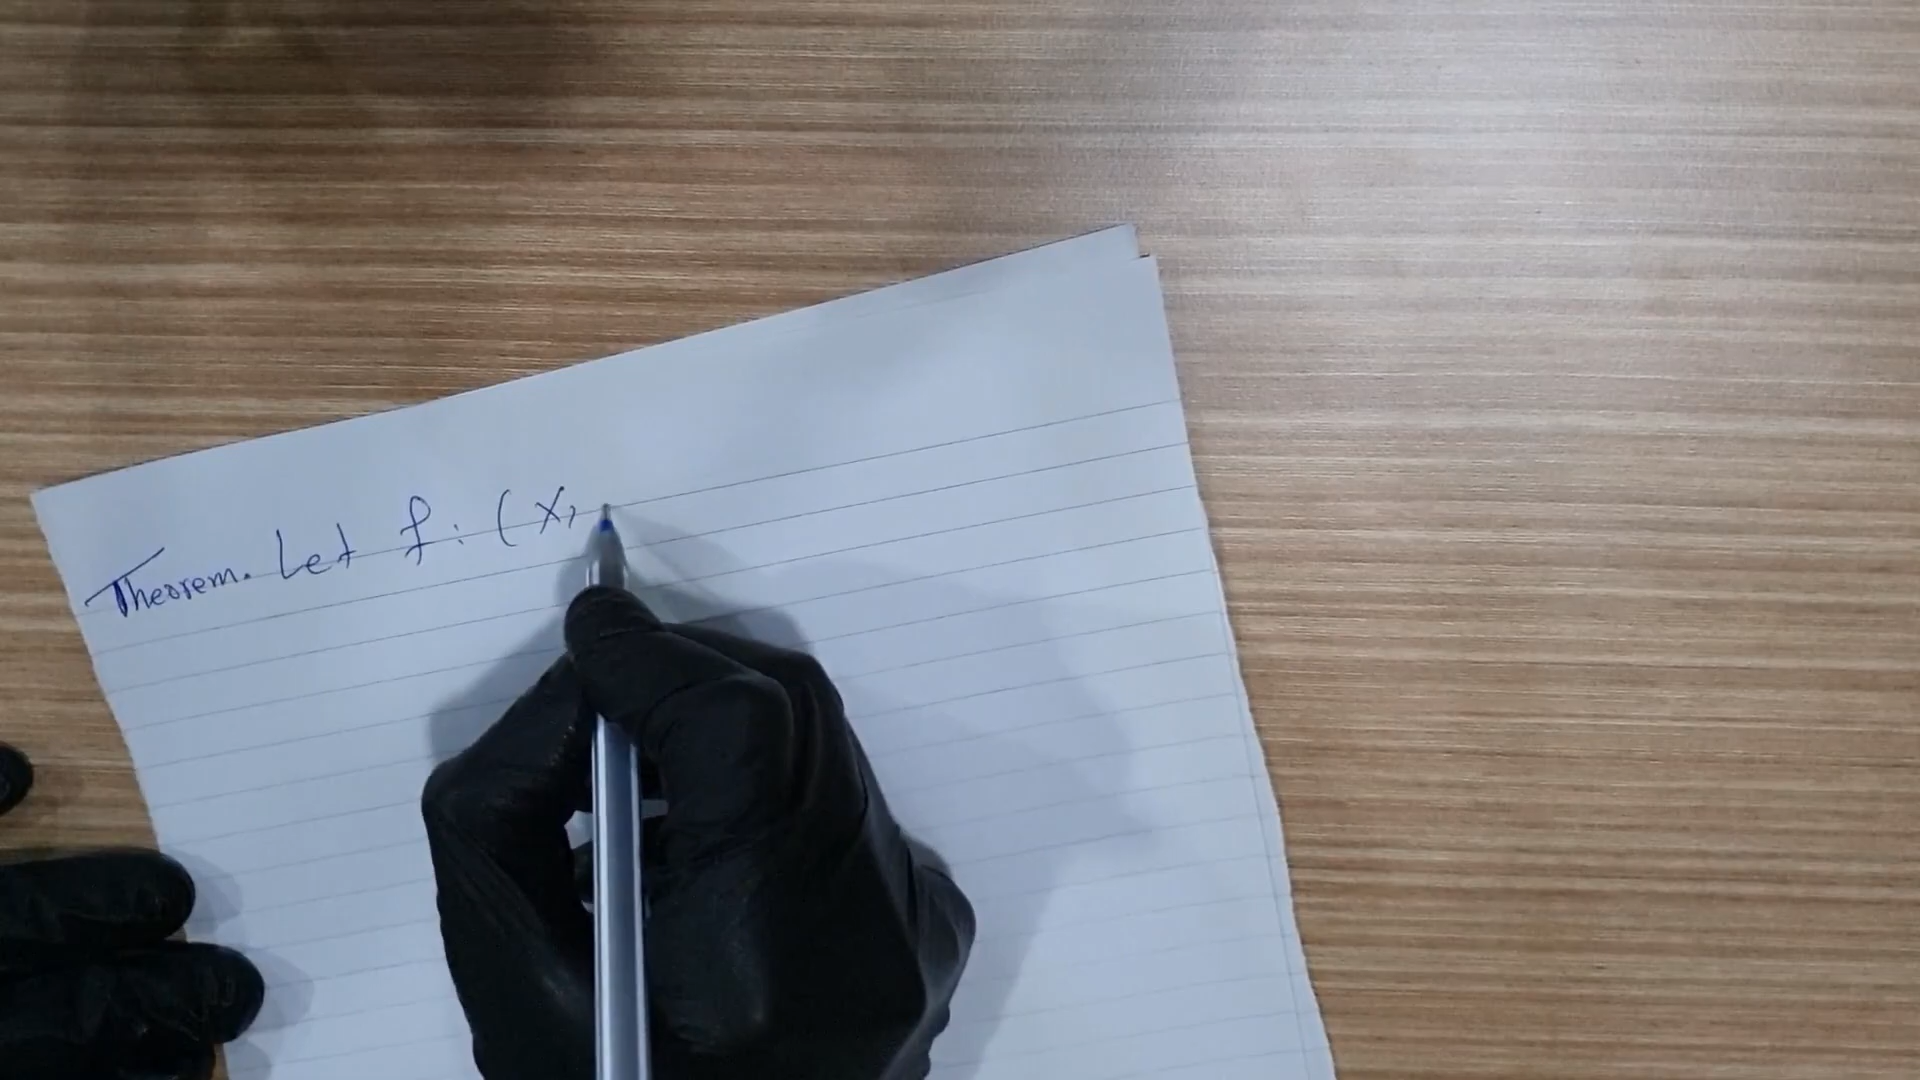 Theorem. Let f : ( X,